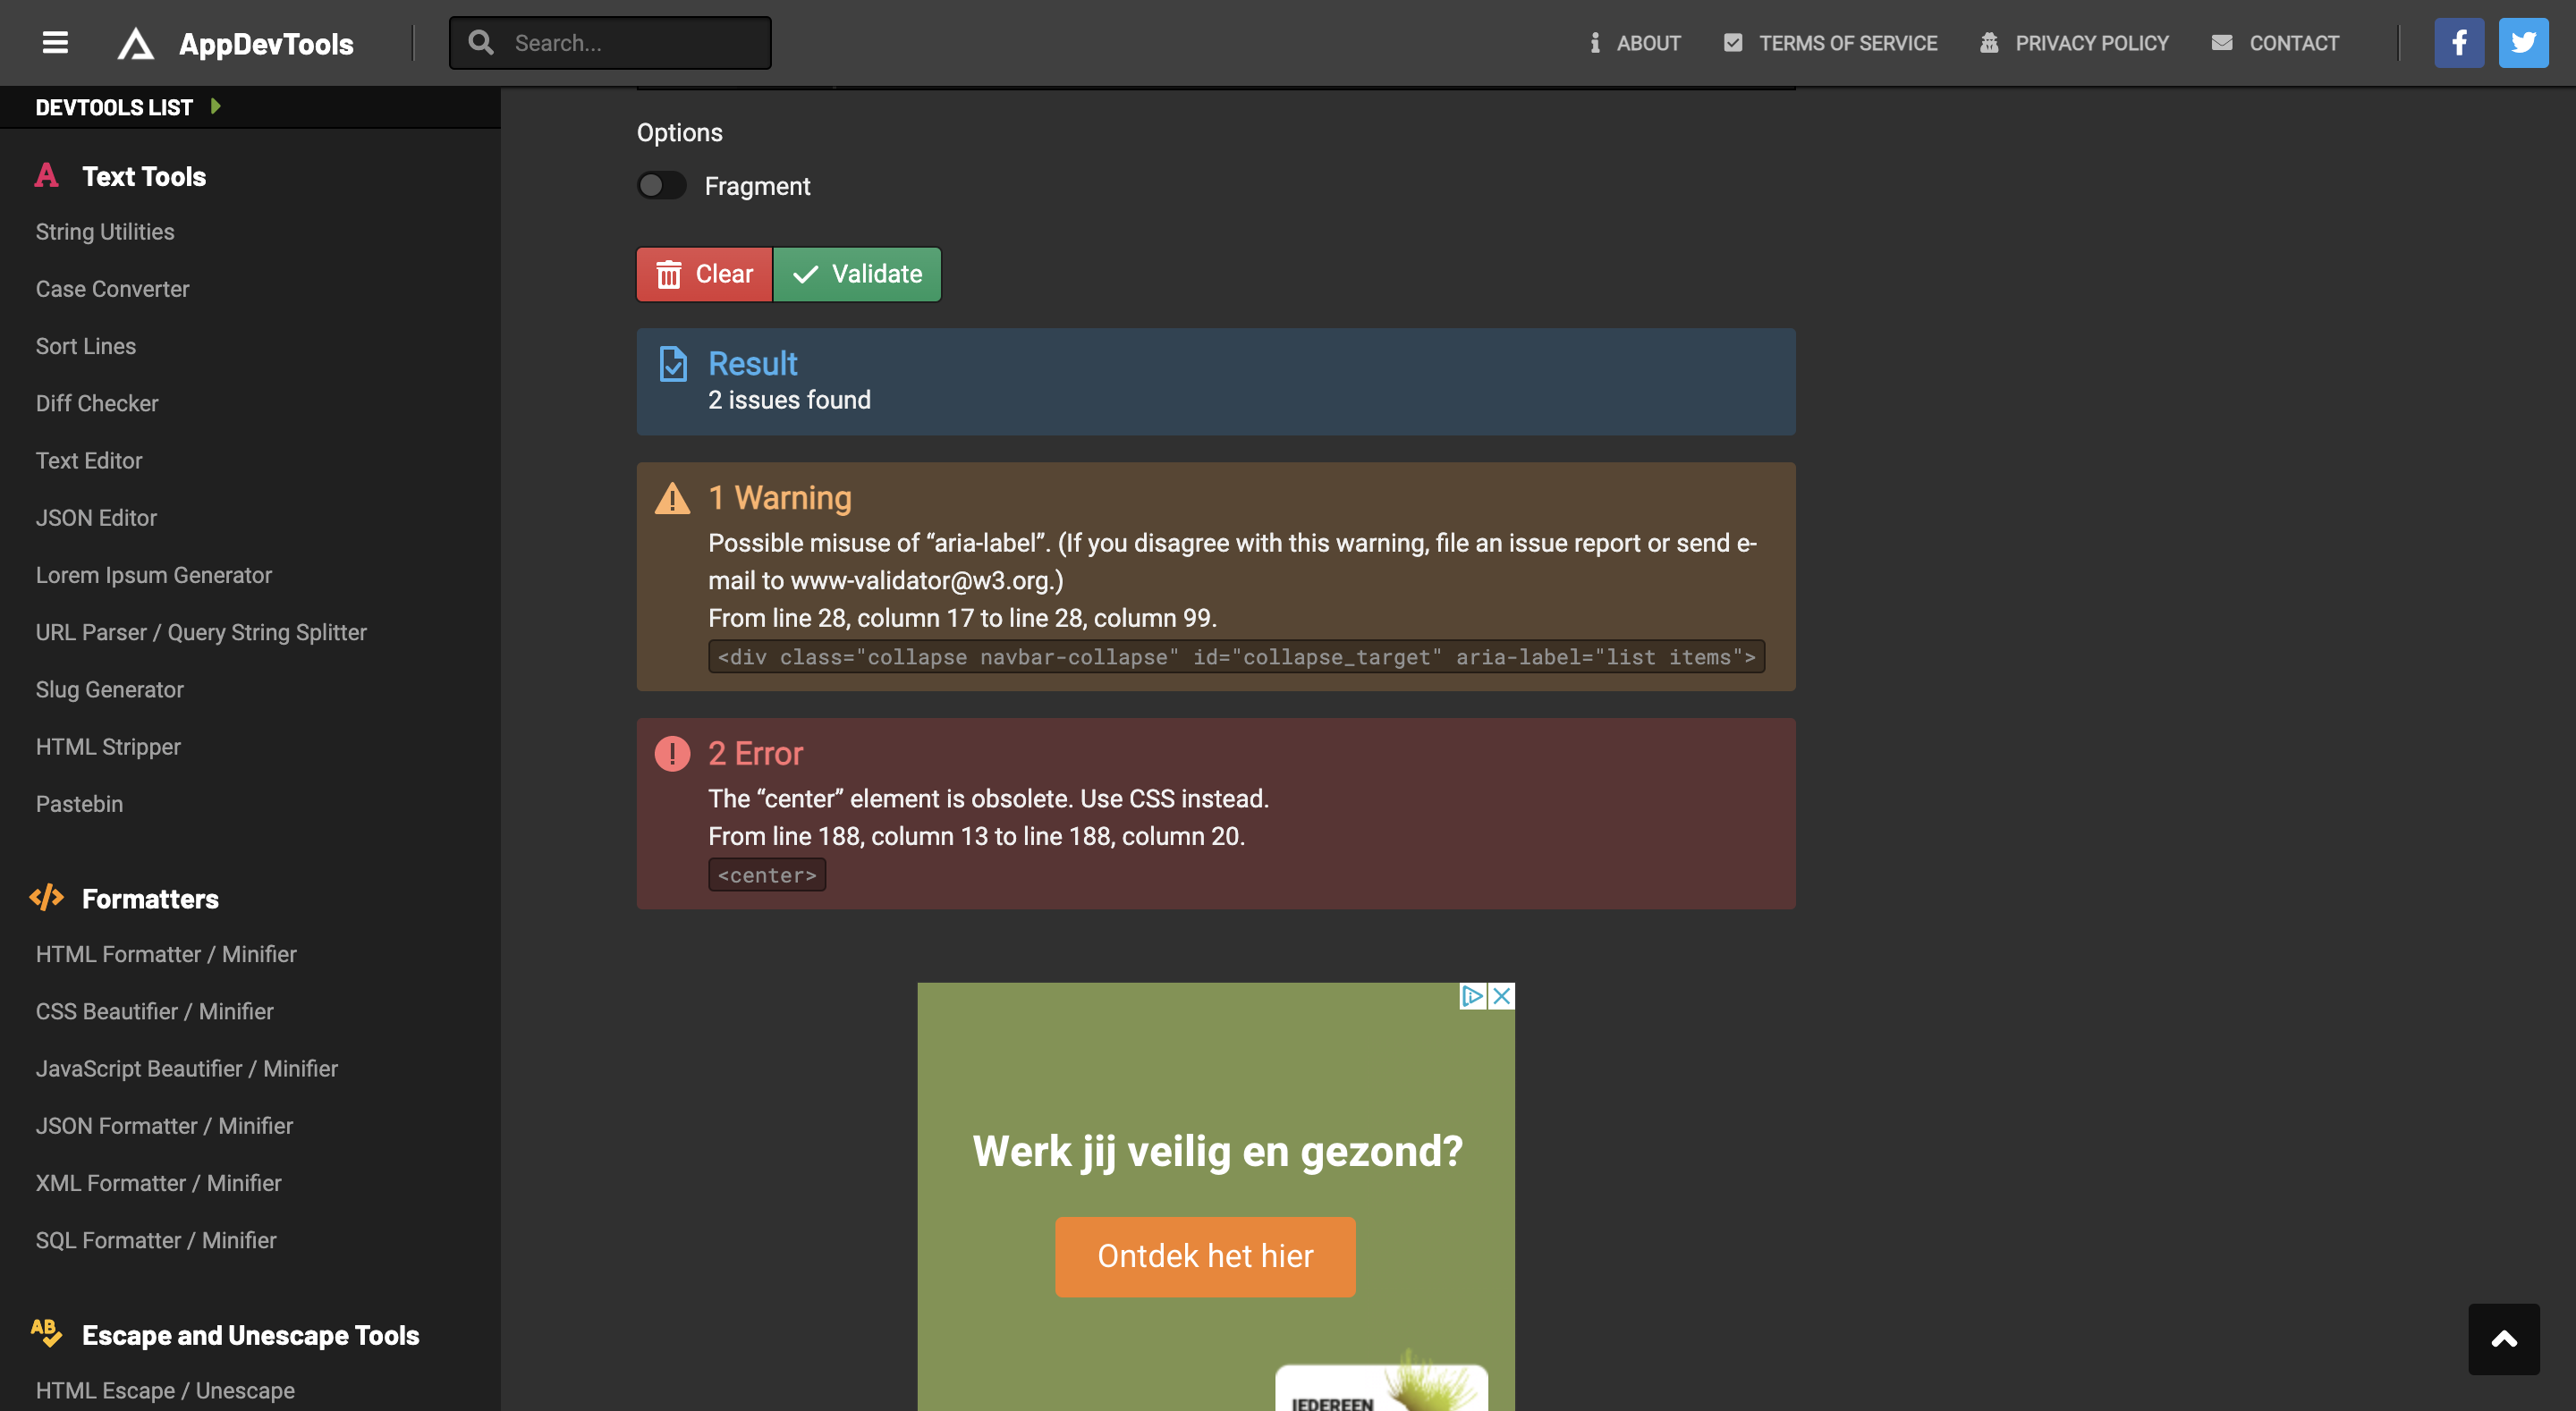 AppDevTools
Search...
ABOUT
TERMS OF SERVICE
PRIVACY POLICY
CONTACT
DEVTOOLS LIST
Text Tools
String Utilities
Case Converter
Sort Lines
Diff Checker
Text Editor
JSON Editor
Lorem Ipsum Generator
URL Parser / Query String Splitter
Slug Generator
HTML Stripper
Pastebin
Formatters
HTML Formatter / Minifier
CSS Beautifier / Minifier
JavaScript Beautifier / Minifier
JSON Formatter / Minifier
XML Formatter / Minifier
SQL Formatter / Minifier
Escape and Unescape Tools
HTML Escape / Unescape
Options
Fragment
Clear
Validate
Result
2 issues found
1 Warning
Possible misuse of “aria-label”. (If you disagree with this warning, file an issue report or send e-
mail to www-validator@w3.org.)
From line 28, column 17 to line 28, column 99.
<div class="collapse navbar-collapse" id="collapse_target" aria-label="list items">
2 Error
The “center” element is obsolete. Use CSS instead.
From line 188, column 13 to line 188, column 20.
<center>
Werk jij veilig en gezond?
Ontdek het hier
IEDEREEN